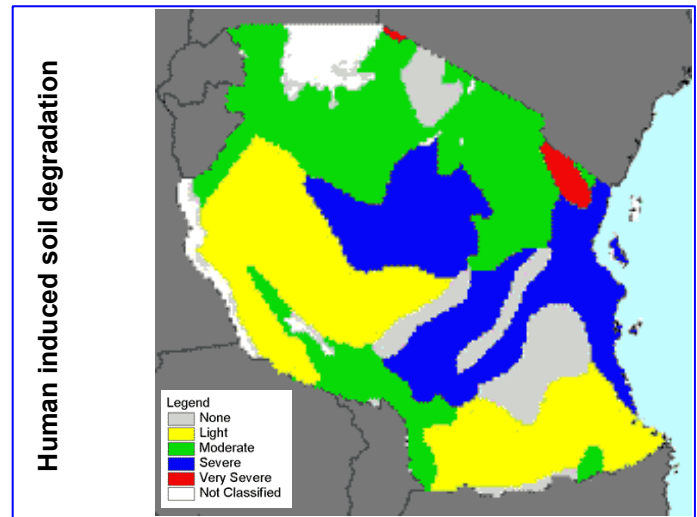 Human induced soil degradation
Legend
None
Light
Moderate
Severe
Very Severe
Not Classified